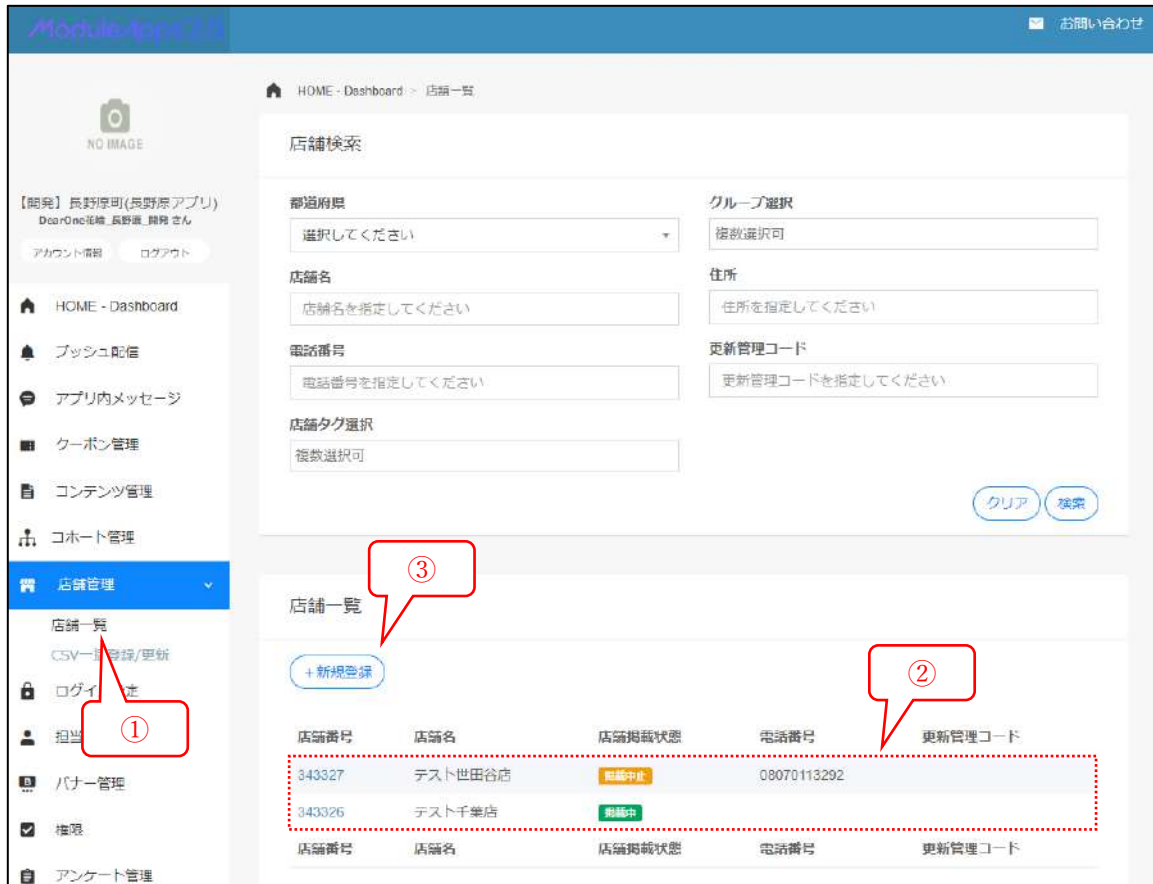 ModuleApps2.0
お問い合わせ
NO IMAGE
【開発】長野原町(長野原アプリ)
さん
アカウント情報
ログアウト
HOME - Dashboard
プッシュ配信
アプリ内メッセージ
クーポン管理
コンテンツ管理
コホート管理
店舗管理
店舗一覧
CSV一 登録/更新
ログイ 定
①
担当
バナー管理
権限
アンケート管理
HOME - Dashboard > 店舗一覧
店舗検索
都道府県
選択してください
グループ選択
複数選択可
店舗名
店舗名を指定してください
住所
住所を指定してください
電話番号
電話番号を指定してください
更新管理コード
更新管理コードを指定してください
店舗タグ選択
複数選択可
クリア
検索
③
店舗一覧
+新規登録
②
店舗番号 店舗名 店舗掲載状態 電話番号 更新管理コード
343327 テスト世田谷店 掲載中止 08070113292
343326 テスト千葉店 掲載中
店舗番号 店舗名 店舗掲載状態 電話番号 更新管理コード